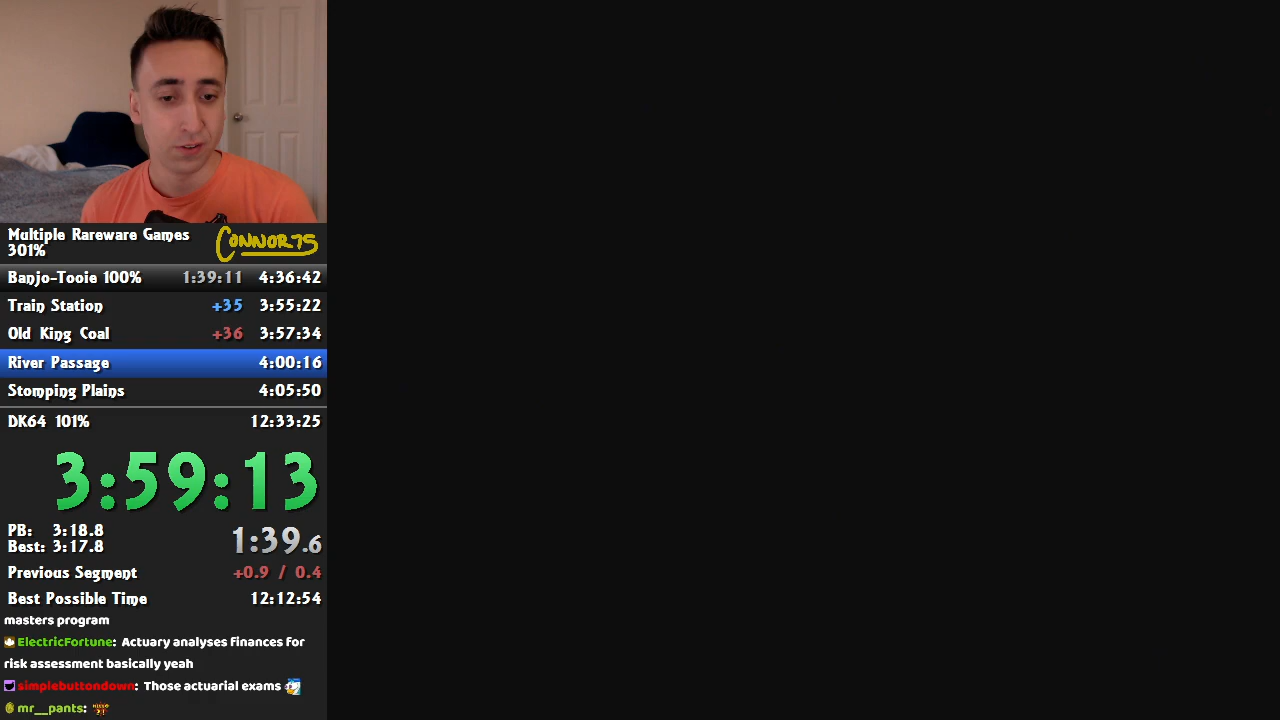 Multiple Rareware Games
301%
CONNOR75
Banjo-Tooie 100% 1:39:11 4:36:42
Train Station +35 3:55:22
Old King Coal +36 3:57:34
River Passage 4:00:16
Stomping Plains 4:05:50
DK64 101% 12:33:25
3:59:13
PB: 3:18.8
Best: 3:17.8
1:39.6
Previous Segment +0.9 / 0.4
Best Possible Time 12:12:54
masters program
ElectricFortune: Actuary analyses finances for
risk assessment basically yeah
simplebuttondown: Those actuarial exams
mr__pants: